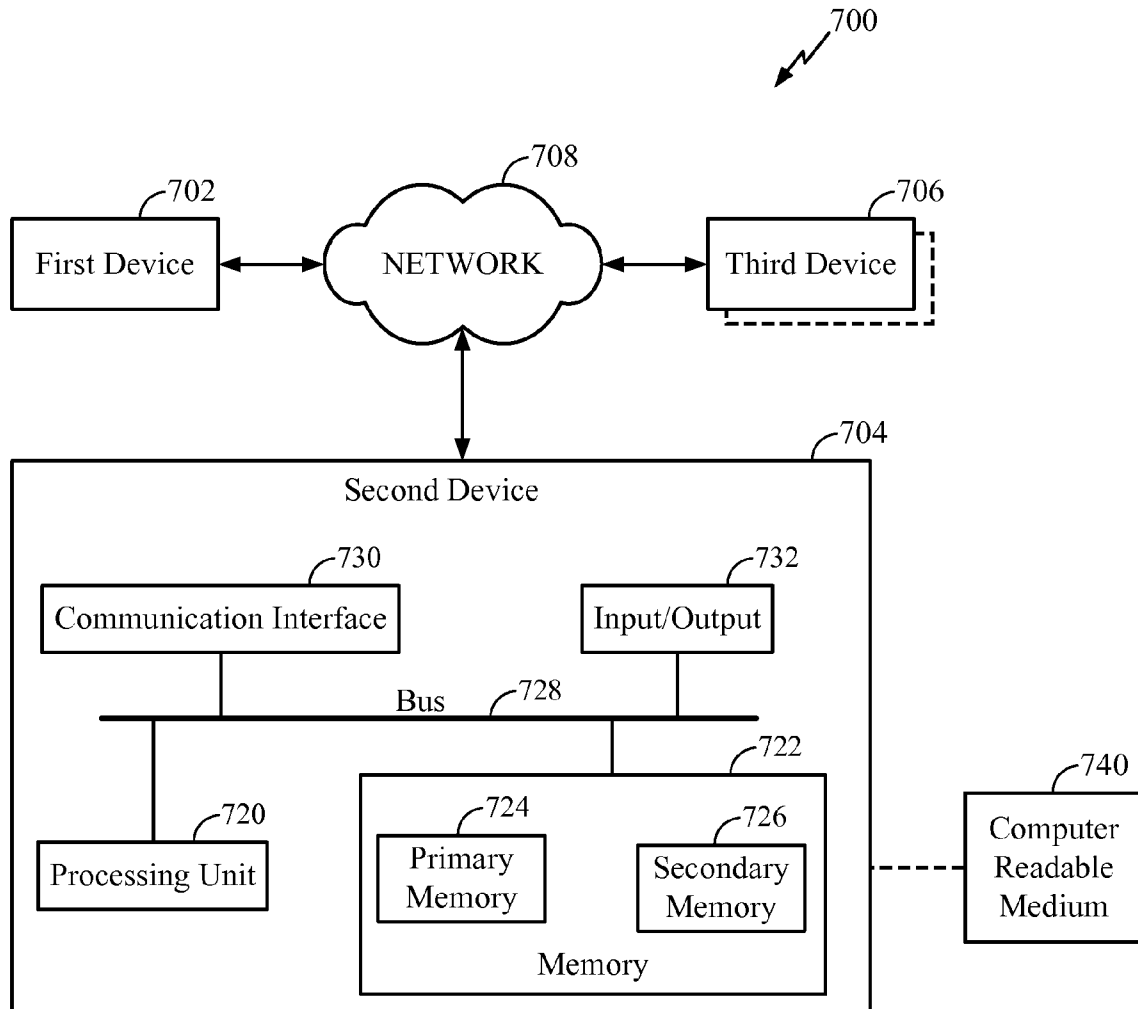 700
708
702
706
First Device
NETWORK
Third Device
704
Second Device
730
732
Communication Interface
Input/Output
Bus
728
722
740
720
724
726
Processing Unit
Primary
Memory
Secondary
Memory
Computer
Readable
Medium
Memory